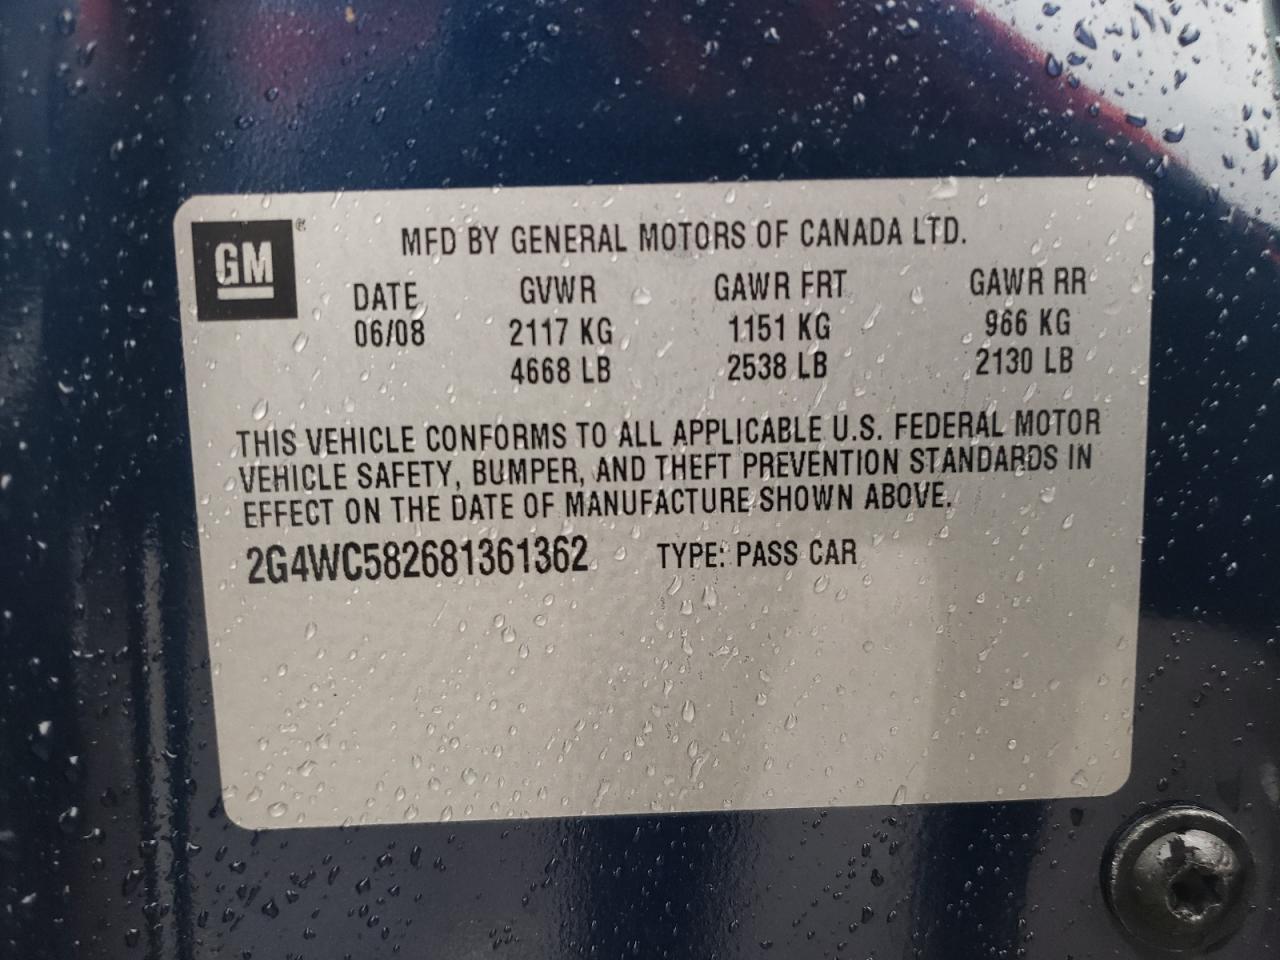 GM
MFD BY GENERAL MOTORS OF CANADA LTD.
DATE GVWR GAWR FRT GAWR RR
06/08 2117 KG 1151 KG 966 KG
4668 LB 2538 LB 2130 LB
THIS VEHICLE CONFORMS TO ALL APPLICABLE U.S. FEDERAL MOTOR
VEHICLE SAFETY, BUMPER, AND THEFT PREVENTION STANDARDS IN
EFFECT ON THE DATE OF MANUFACTURE SHOWN ABOVE.
2G4WC582681361362 TYPE: PASS CAR